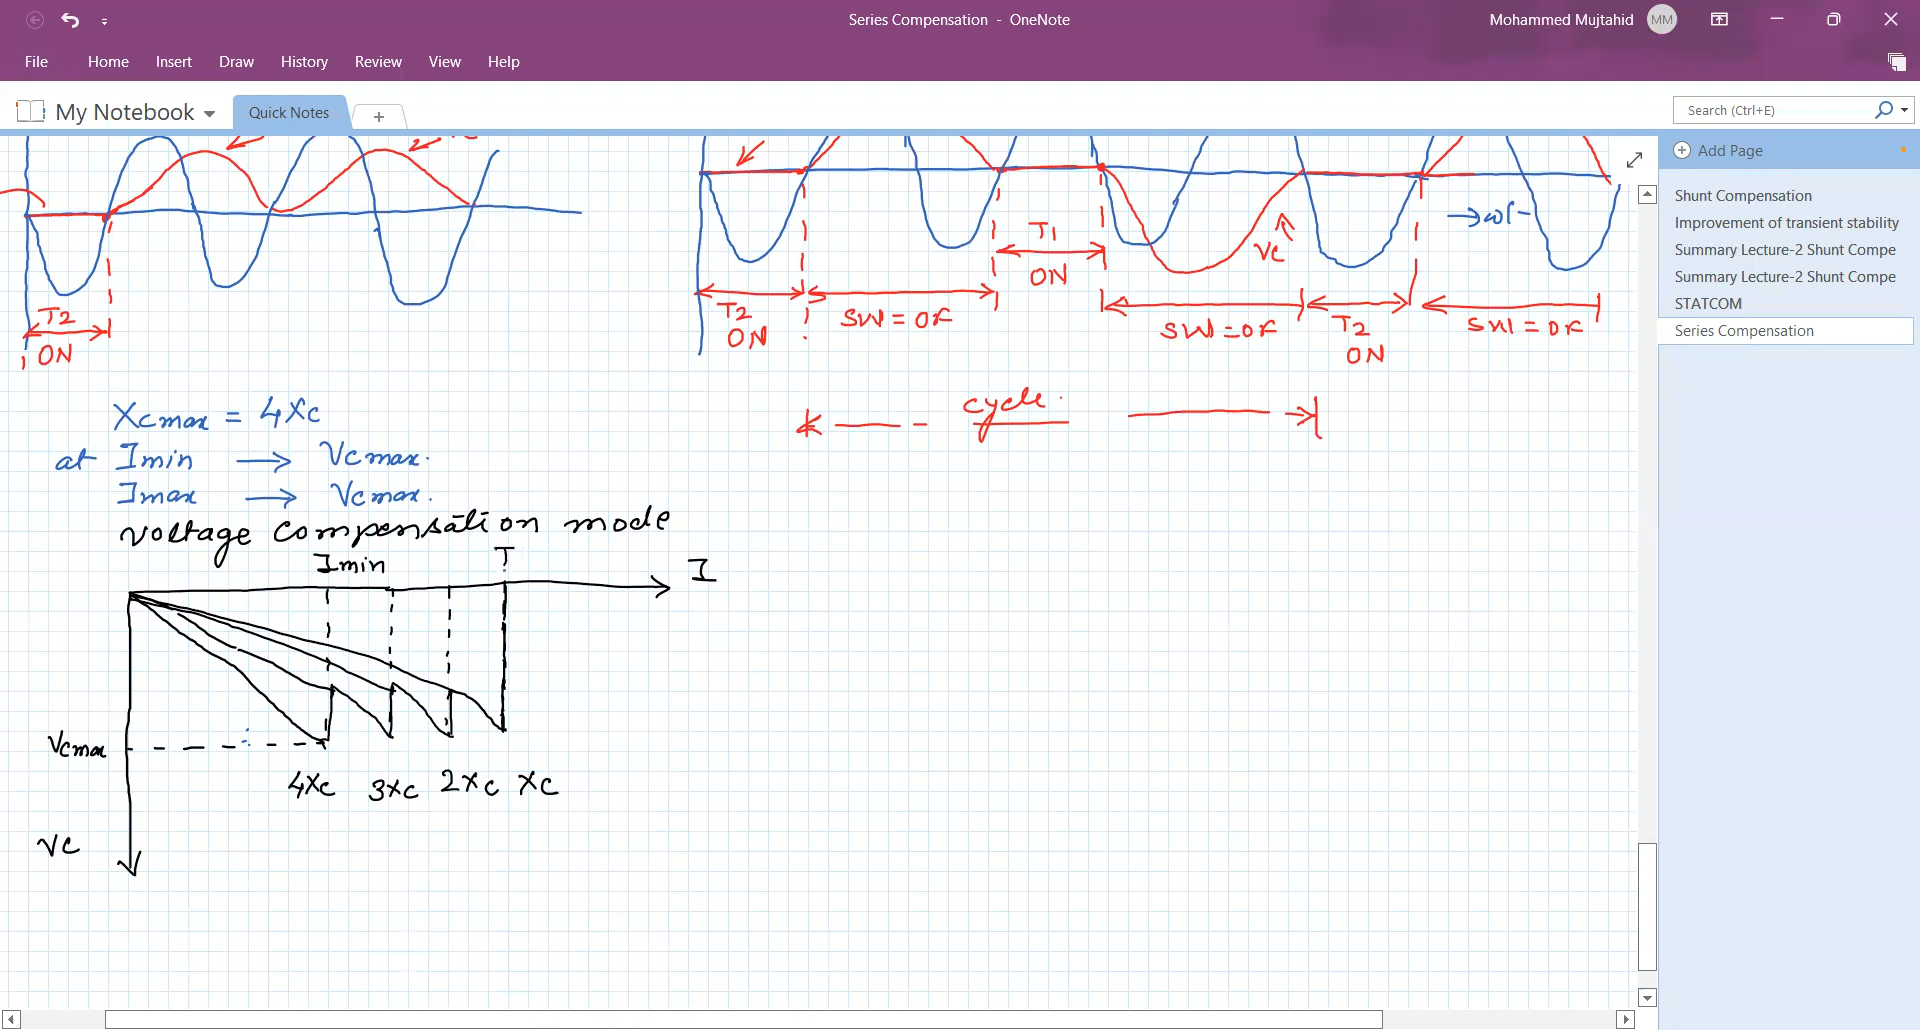 Series Compensation - OneNote
Mohammed Mujtahid MM
File Home Insert Draw History Review View Help
My Notebook Quick Notes
Search (Ctrl+E)
Add Page
Shunt Compensation
Improvement of transient stability
Summary Lecture-2 Shunt Compe
Summary Lecture-2 Shunt Compe
STATCOM
Series Compensation
T2
ON
T1
ON
VC
T2
ON
SW = OF
SW = OF
T2
ON
SW = OF
cycle
Xcmax = 4XC
at Imin → Vcmax.
Imax → Vcmax.
voltage compensation mode
Imin I I
Vcmax
4XC 3XC 2XC XC
VC